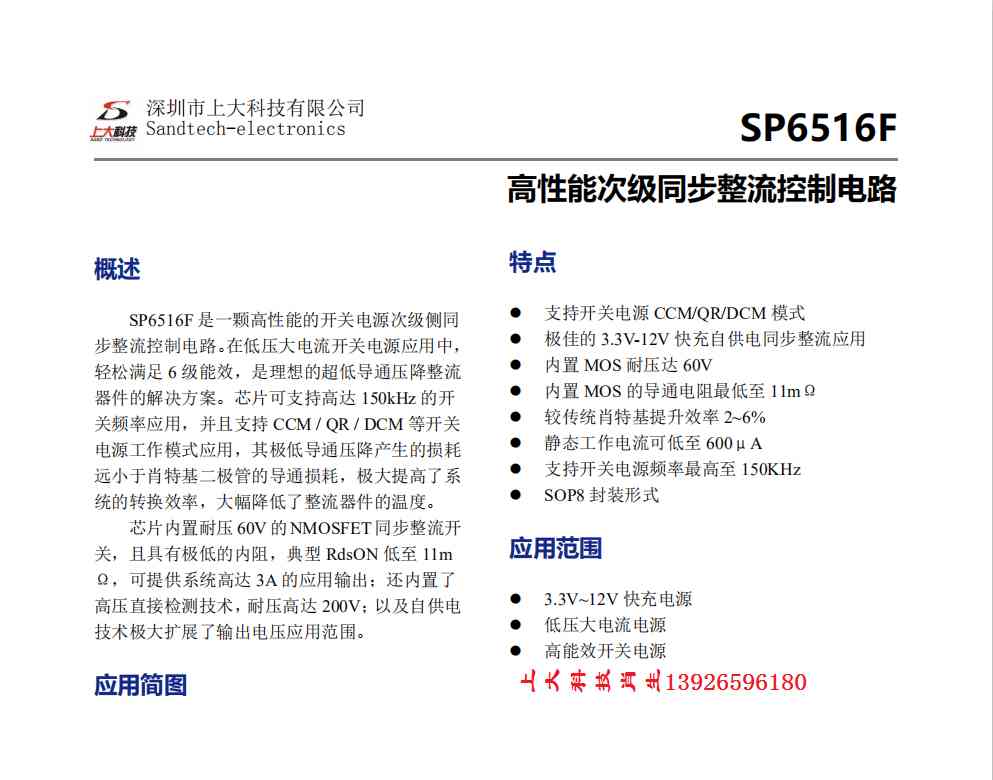 深圳市上大科技有限公司
Sandtech-electronics
上大科技
SAND TECHNOLOGY
SP6516F
高性能次级同步整流控制电路
概述
SP6516F 是一颗高性能的开关电源次级侧同
步整流控制电路。在低压大电流开关电源应用中，
轻松满足 6 级能效，是理想的超低导通压降整流
器件的解决方案。芯片可支持高达 150kHz 的开
关频率应用，并且支持 CCM / QR / DCM 等开关
电源工作模式应用，其极低导通压降产生的损耗
远小于肖特基二极管的导通损耗，极大提高了系
统的转换效率，大幅降低了整流器件的温度。
芯片内置耐压 60V 的 NMOSFET 同步整流开
关，且具有极低的内阻，典型 RdsON 低至 11m
Ω，可提供系统高达 3A 的应用输出；还内置了
高压直接检测技术，耐压高达 200V；以及自供电
技术极大扩展了输出电压应用范围。
应用简图
特点
● 支持开关电源 CCM/QR/DCM 模式
● 极佳的 3.3V-12V 快充自供电同步整流应用
● 内置 MOS 耐压达 60V
● 内置 MOS 的导通电阻最低至 11mΩ
● 较传统肖特基提升效率 2~6%
● 静态工作电流可低至 600μA
● 支持开关电源频率最高至 150KHz
● SOP8 封装形式
应用范围
● 3.3V~12V 快充电源
● 低压大电流电源
● 高能效开关电源
上大科技肖生13926596180